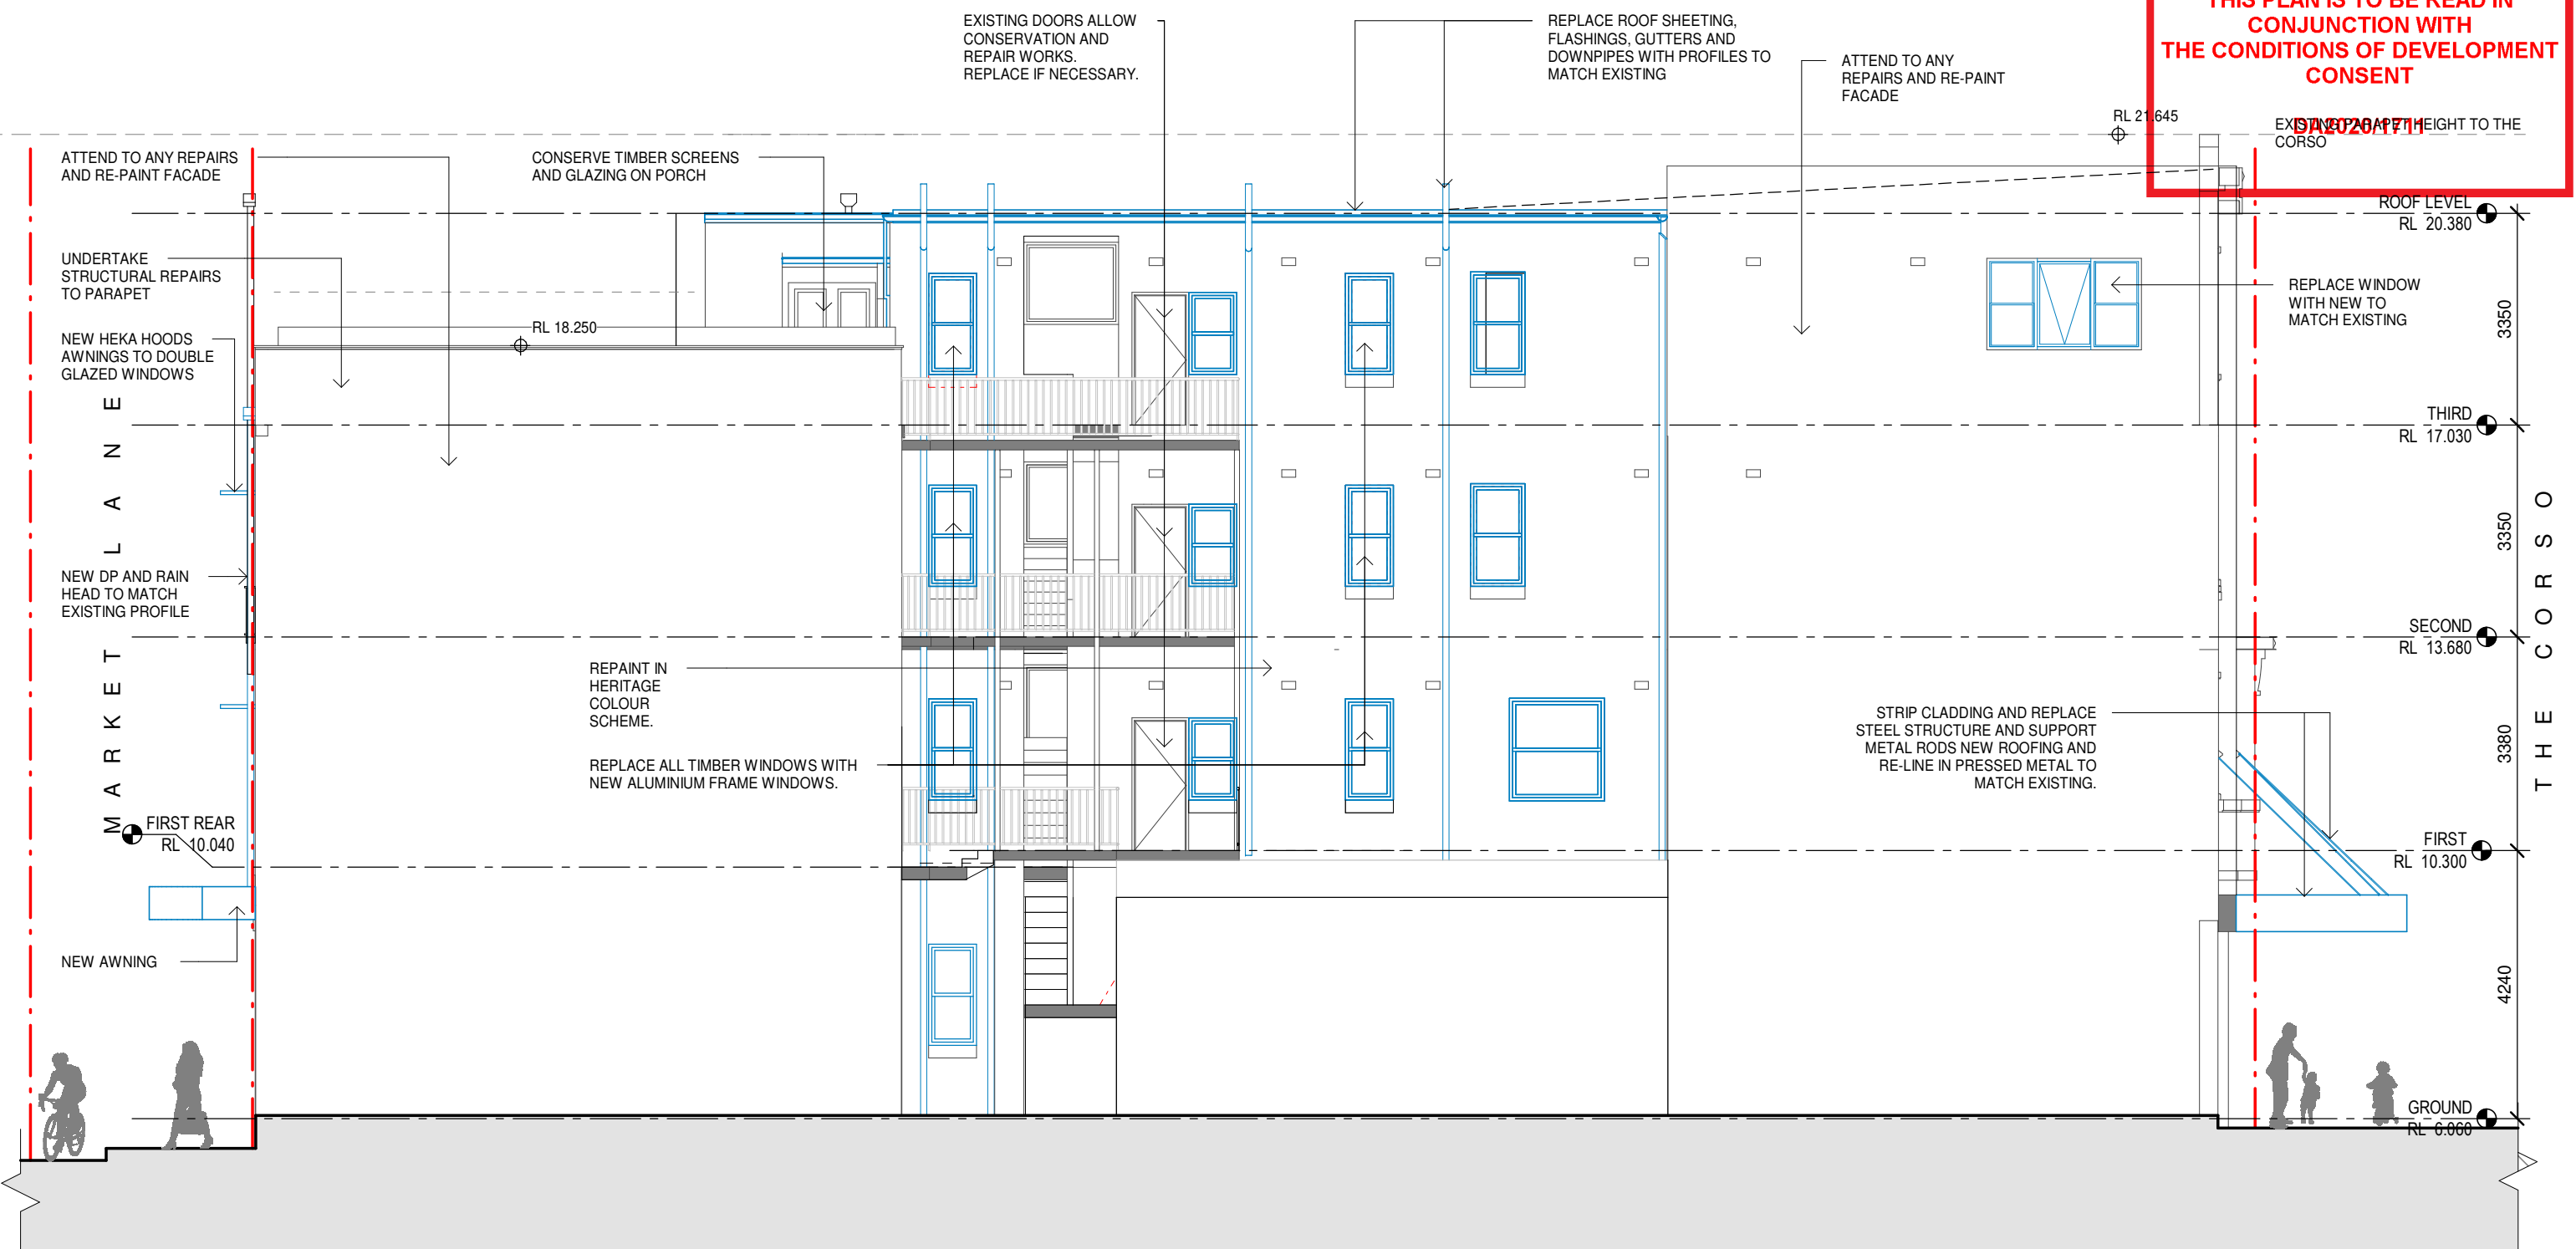 EXISTING DOORS ALLOW
CONSERVATION AND
REPAIR WORKS.
REPLACE IF NECESSARY.
REPLACE ROOF SHEETING,
FLASHINGS, GUTTERS AND
DOWNPIPES WITH PROFILES TO
MATCH EXISTING
ATTEND TO ANY
REPAIRS AND RE-PAINT
FACADE
THIS PLAN IS TO BE READ IN
CONJUNCTION WITH
THE CONDITIONS OF DEVELOPMENT
CONSENT
DA2020/1711
RL 21.645
EXISTING PARAPET HEIGHT TO THE
CORSO
ATTEND TO ANY REPAIRS
AND RE-PAINT FACADE
CONSERVE TIMBER SCREENS
AND GLAZING ON PORCH
ROOF LEVEL
RL 20.380
UNDERTAKE
STRUCTURAL REPAIRS
TO PARAPET
REPLACE WINDOW
WITH NEW TO
MATCH EXISTING
3350
RL 18.250
NEW HEKA HOODS
AWNINGS TO DOUBLE
GLAZED WINDOWS
THIRD
RL 17.030
MARKET LANE
THE CORSO
3350
NEW DP AND RAIN
HEAD TO MATCH
EXISTING PROFILE
SECOND
RL 13.680
REPAINT IN
HERITAGE
COLOUR
SCHEME.
STRIP CLADDING AND REPLACE
STEEL STRUCTURE AND SUPPORT
METAL RODS NEW ROOFING AND
RE-LINE IN PRESSED METAL TO
MATCH EXISTING.
3380
REPLACE ALL TIMBER WINDOWS WITH
NEW ALUMINIUM FRAME WINDOWS.
FIRST REAR
RL 10.040
FIRST
RL 10.300
NEW AWNING
4240
GROUND
RL 6.060